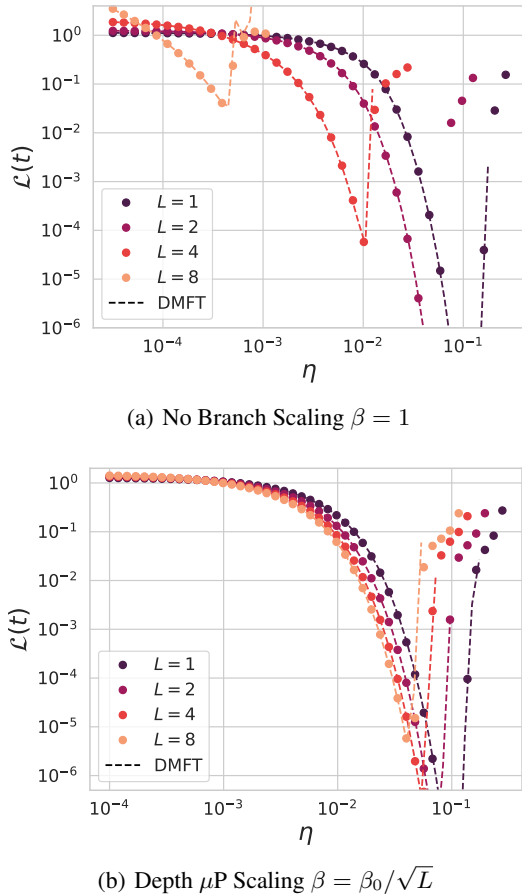 10^0
10^{-1}
10^{-2}
10^{-3}
10^{-4}
10^{-5}
10^{-6}
ℒ(t)
L = 1
L = 2
L = 4
L = 8
DMFT
10^{-4} 10^{-3} 10^{-2} 10^{-1}
η
(a) No Branch Scaling β = 1
10^0
10^{-1}
10^{-2}
10^{-3}
10^{-4}
10^{-5}
10^{-6}
ℒ(t)
L = 1
L = 2
L = 4
L = 8
DMFT
10^{-4} 10^{-3} 10^{-2} 10^{-1}
η
(b) Depth μP Scaling β = β_0/√L